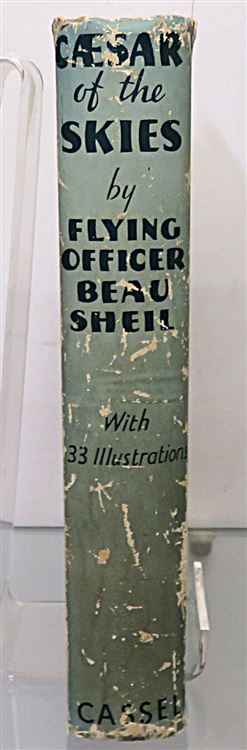 CÆSAR
of the
SKIES
by
FLYING
OFFICER
BEAU
SHEIL
With
33 Illustrations
CASSEL